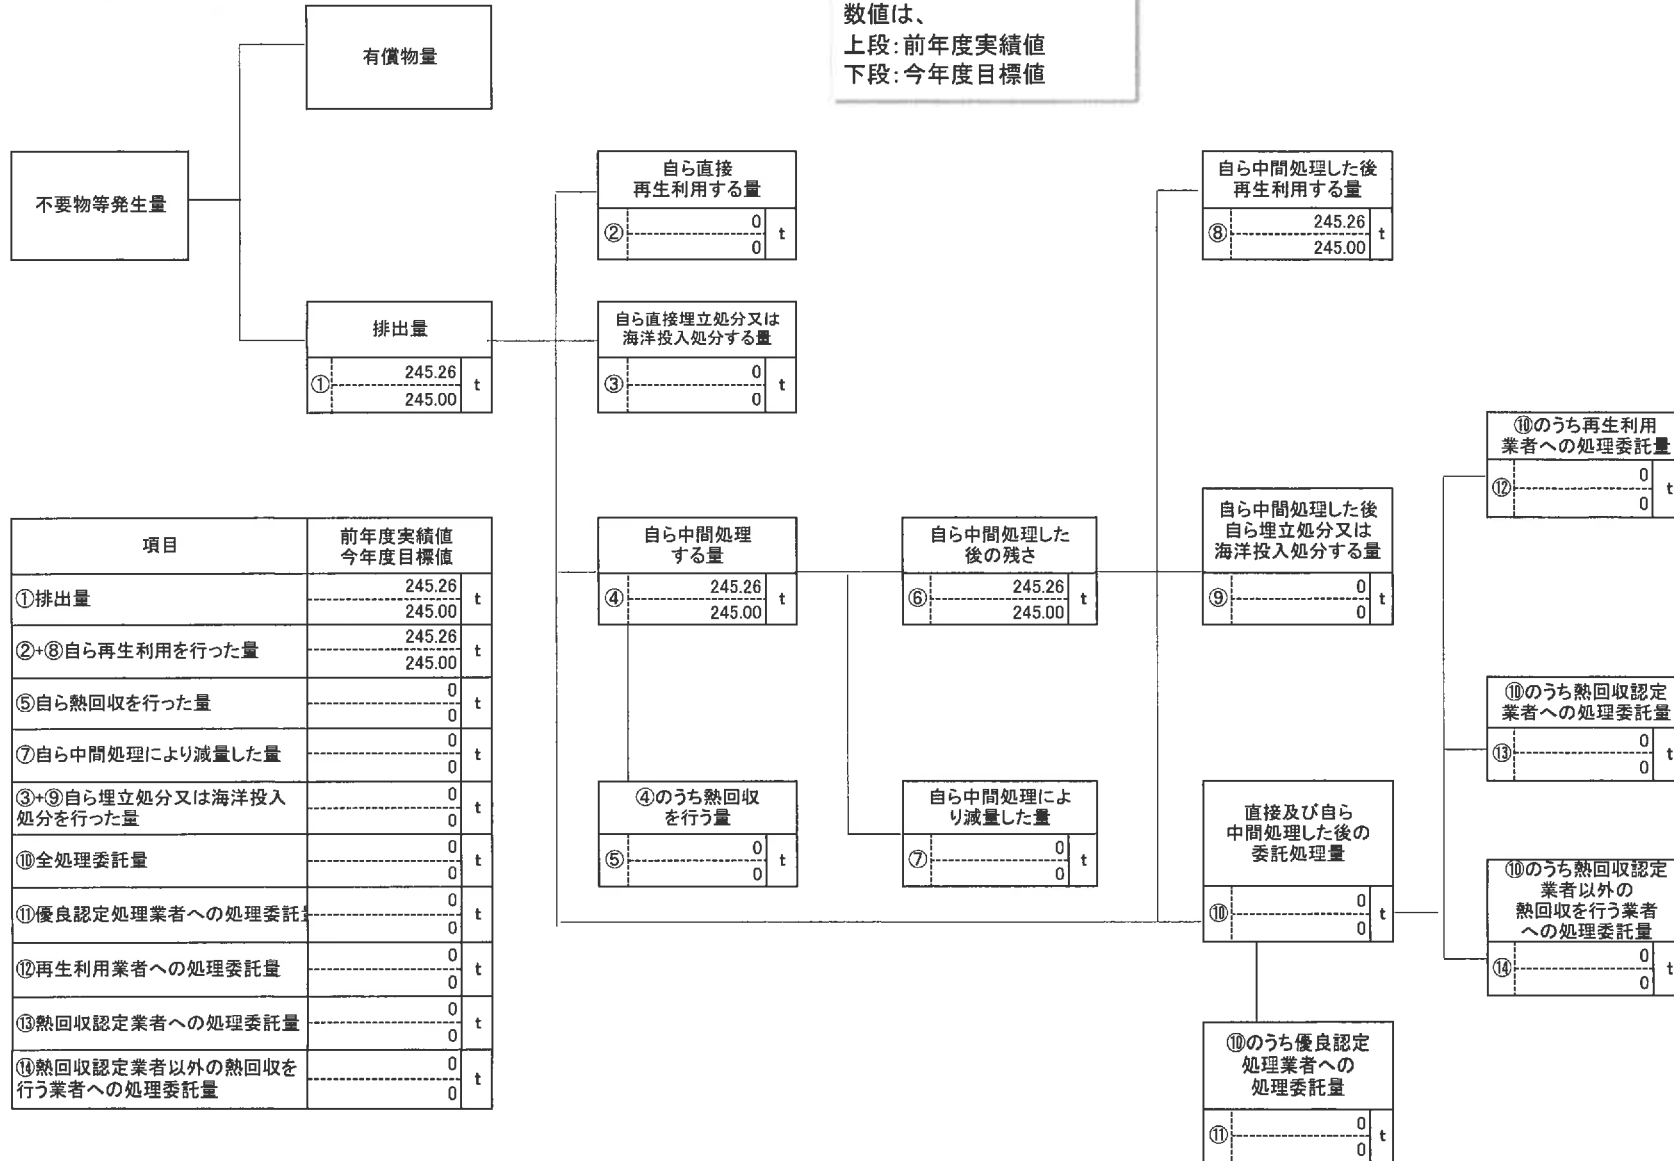 数値は、
上段:前年度実績値
下段:今年度目標値
有償物量
不要物等発生量
排出量
①
245.26
245.00
t
自ら直接
再生利用する量
②
0
0
t
自ら直接埋立処分又は
海洋投入処分する量
③
0
0
t
自ら中間処理
する量
④
245.26
245.00
t
④のうち熱回収
を行う量
⑤
0
0
t
自ら中間処理した
後の残さ
⑥
245.26
245.00
t
自ら中間処理によ
り減量した量
⑦
0
0
t
自ら中間処理した後
再生利用する量
⑧
245.26
245.00
t
自ら中間処理した後
自ら埋立処分又は
海洋投入処分する量
⑨
0
0
t
直接及び自ら
中間処理した後の
委託処理量
⑩
0
0
t
⑩のうち優良認定
処理業者への
処理委託量
⑪
0
0
t
⑩のうち再生利用
業者への処理委託量
⑫
0
0
t
⑩のうち熱回収認定
業者への処理委託量
⑬
0
0
t
⑩のうち熱回収認定
業者以外の
熱回収を行う業者
への処理委託量
⑭
0
0
t
項目
前年度実績値
今年度目標値
①排出量
245.26
245.00
t
②+⑧自ら再生利用を行った量
245.26
245.00
t
⑤自ら熱回収を行った量
0
0
t
⑦自ら中間処理により減量した量
0
0
t
③+⑨自ら埋立処分又は海洋投入
処分を行った量
0
0
t
⑩全処理委託量
0
0
t
⑪優良認定処理業者への処理委託
0
0
t
⑫再生利用業者への処理委託量
0
0
t
⑬熱回収認定業者への処理委託量
0
0
t
⑭熱回収認定業者以外の熱回収を
行う業者への処理委託量
0
0
t